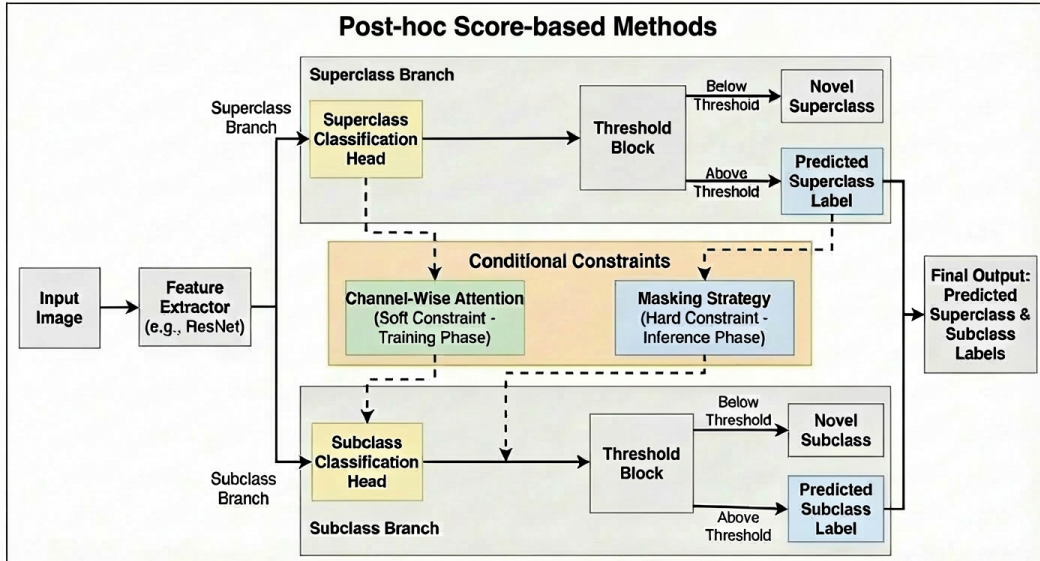 Post-hoc Score-based Methods
Superclass Branch
Superclass
Branch
Superclass
Classification
Head
Threshold
Block
Below
Threshold
Novel
Superclass
Above
Threshold
Predicted
Superclass
Label
Conditional Constraints
Input
Image
Feature
Extractor
(e.g., ResNet)
Channel-Wise Attention
(Soft Constraint -
Training Phase)
Masking Strategy
(Hard Constraint -
Inference Phase)
Final Output:
Predicted
Superclass &
Subclass
Labels
Subclass
Branch
Subclass
Classification
Head
Threshold
Block
Below
Threshold
Novel
Subclass
Above
Threshold
Predicted
Subclass
Label
Subclass Branch